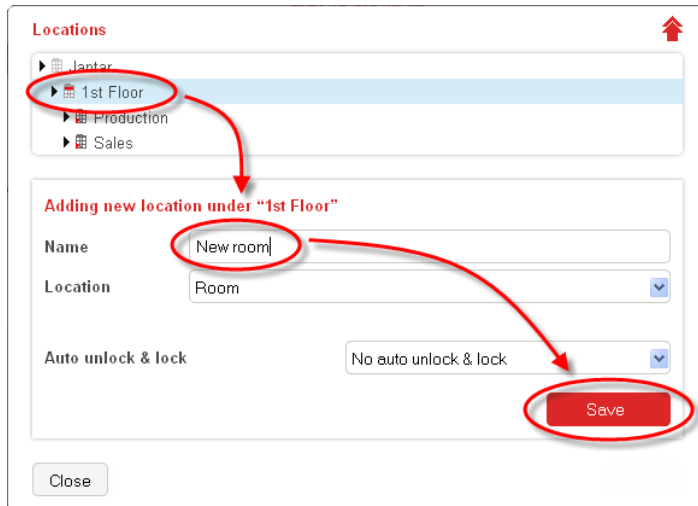 Locations
Jantar
1st Floor
Production
Sales
Adding new location under “1st Floor”
Name New room
Location Room
Auto unlock & lock No auto unlock & lock
Save
Close